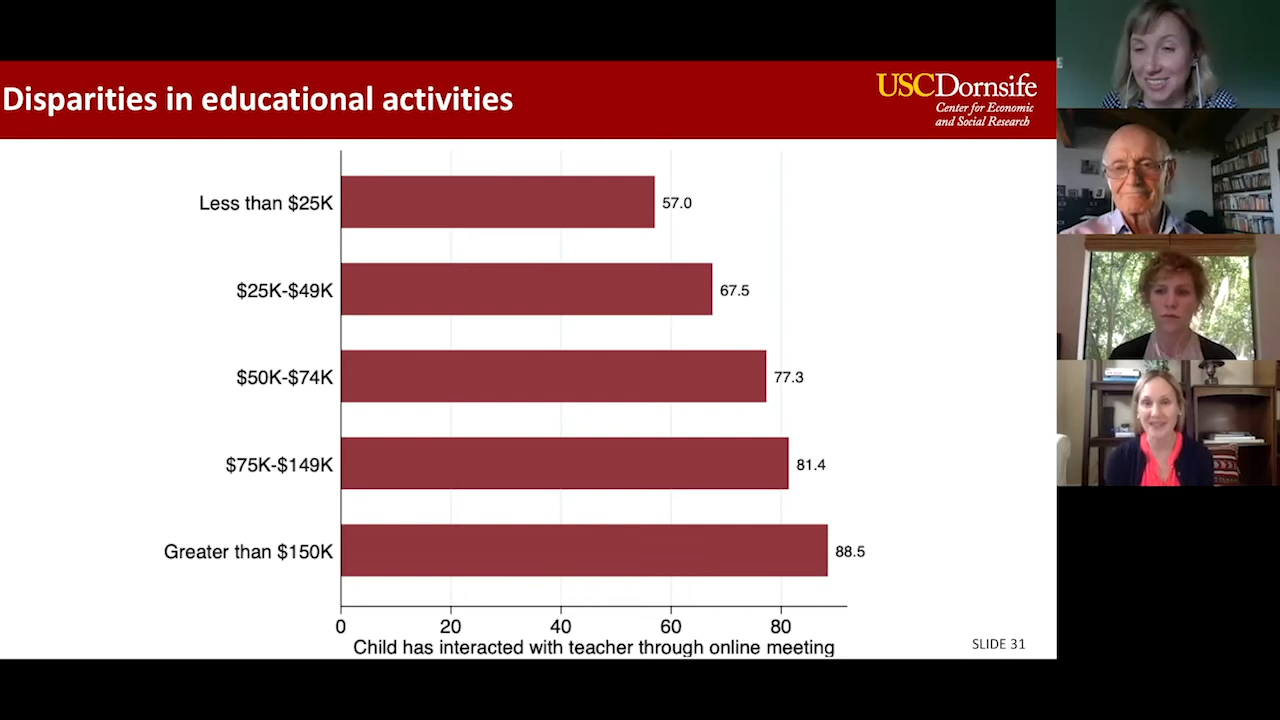 Disparities in educational activities
USCDornsife
Center for Economic
and Social Research
Less than $25K
57.0
$25K-$49K
67.5
$50K-$74K
77.3
$75K-$149K
81.4
Greater than $150K
88.5
0 20 40 60 80
Child has interacted with teacher through online meeting
SLIDE 31